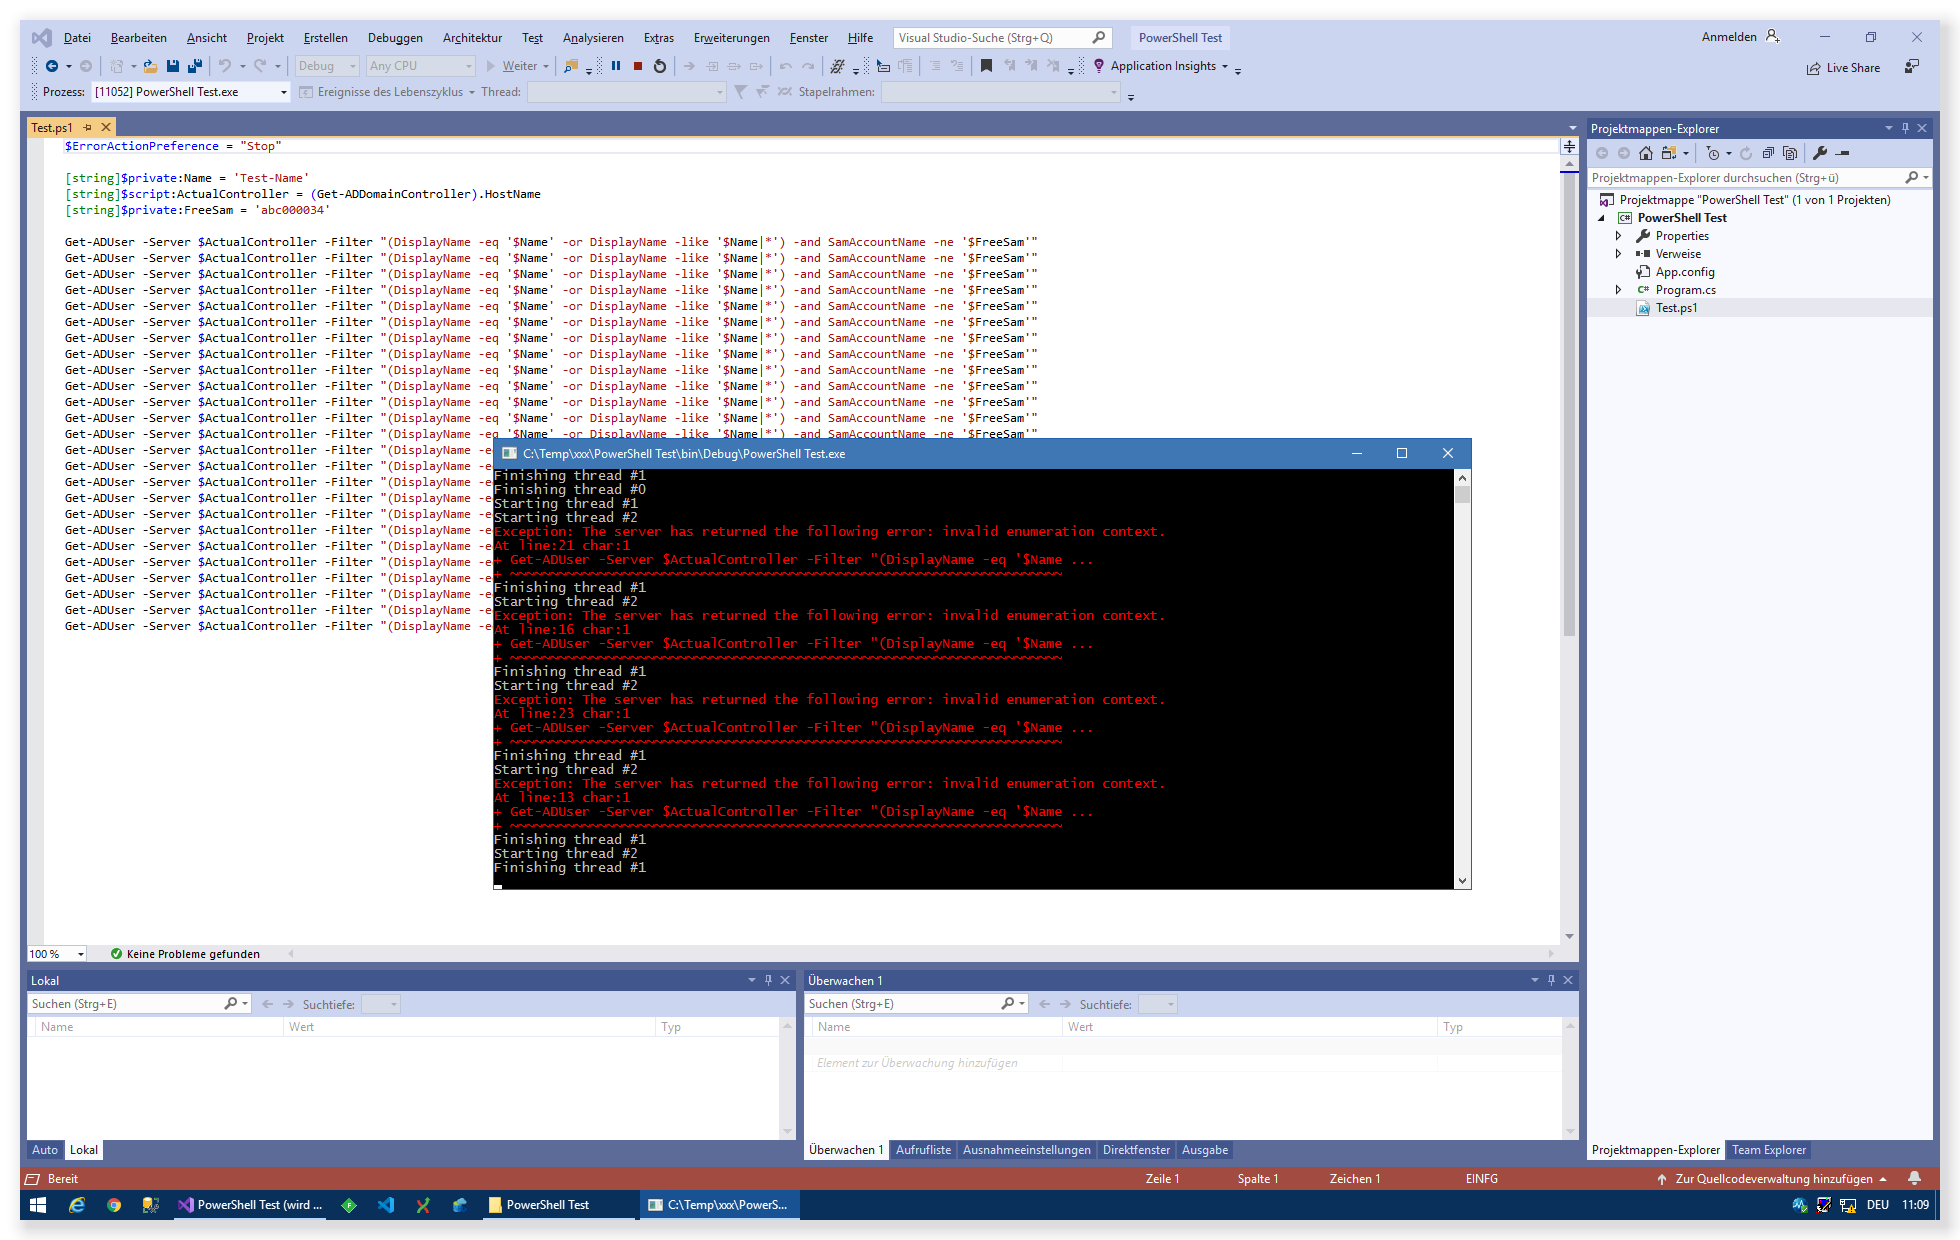 Datei Bearbeiten Ansicht Projekt Erstellen Debuggen Architektur Test Analysieren Extras Erweiterungen Fenster Hilfe Visual Studio-Suche (Strg+Q) PowerShell Test Anmelden
Debug Any CPU Weiter Application Insights Live Share
Prozess: [11052] PowerShell Test.exe Ereignisse des Lebenszyklus Thread: Stapelrahmen:
Test.ps1
$ErrorActionPreference = "Stop"
[string]$private:Name = 'Test-Name'
[string]$script:ActualController = (Get-ADDomainController).HostName
[string]$private:FreeSam = 'abc000034'
Get-ADUser -Server $ActualController -Filter "(DisplayName -eq '$Name' -or DisplayName -like '$Name|*') -and SamAccountName -ne '$FreeSam'"
Get-ADUser -Server $ActualController -Filter "(DisplayName -eq '$Name' -or DisplayName -like '$Name|*') -and SamAccountName -ne '$FreeSam'"
Get-ADUser -Server $ActualController -Filter "(DisplayName -eq '$Name' -or DisplayName -like '$Name|*') -and SamAccountName -ne '$FreeSam'"
Get-ADUser -Server $ActualController -Filter "(DisplayName -eq '$Name' -or DisplayName -like '$Name|*') -and SamAccountName -ne '$FreeSam'"
Get-ADUser -Server $ActualController -Filter "(DisplayName -eq '$Name' -or DisplayName -like '$Name|*') -and SamAccountName -ne '$FreeSam'"
Get-ADUser -Server $ActualController -Filter "(DisplayName -eq '$Name' -or DisplayName -like '$Name|*') -and SamAccountName -ne '$FreeSam'"
Get-ADUser -Server $ActualController -Filter "(DisplayName -eq '$Name' -or DisplayName -like '$Name|*') -and SamAccountName -ne '$FreeSam'"
Get-ADUser -Server $ActualController -Filter "(DisplayName -eq '$Name' -or DisplayName -like '$Name|*') -and SamAccountName -ne '$FreeSam'"
Get-ADUser -Server $ActualController -Filter "(DisplayName -eq '$Name' -or DisplayName -like '$Name|*') -and SamAccountName -ne '$FreeSam'"
Get-ADUser -Server $ActualController -Filter "(DisplayName -eq '$Name' -or DisplayName -like '$Name|*') -and SamAccountName -ne '$FreeSam'"
Get-ADUser -Server $ActualController -Filter "(DisplayName -eq '$Name' -or DisplayName -like '$Name|*') -and SamAccountName -ne '$FreeSam'"
Get-ADUser -Server $ActualController -Filter "(DisplayName -eq '$Name' -or DisplayName -like '$Name|*') -and SamAccountName -ne '$FreeSam'"
Get-ADUser -Server $ActualController -Filter "(DisplayName -eq '$Name' -or DisplayName -like '$Name|*') -and SamAccountName -ne '$FreeSam'"
Get-ADUser -Server $ActualController -Filter "(DisplayName -e
Get-ADUser -Server $ActualController -Filter "(DisplayName -e
Get-ADUser -Server $ActualController -Filter "(DisplayName -e
Get-ADUser -Server $ActualController -Filter "(DisplayName -e
Get-ADUser -Server $ActualController -Filter "(DisplayName -e
Get-ADUser -Server $ActualController -Filter "(DisplayName -e
Get-ADUser -Server $ActualController -Filter "(DisplayName -e
Get-ADUser -Server $ActualController -Filter "(DisplayName -e
Get-ADUser -Server $ActualController -Filter "(DisplayName -e
Get-ADUser -Server $ActualController -Filter "(DisplayName -e
Get-ADUser -Server $ActualController -Filter "(DisplayName -e
Get-ADUser -Server $ActualController -Filter "(DisplayName -e
C:\Temp\xxx\PowerShell Test\bin\Debug\PowerShell Test.exe
Finishing thread #1
Finishing thread #0
Starting thread #1
Starting thread #2
Exception: The server has returned the following error: invalid enumeration context.
At line:21 char:1
+ Get-ADUser -Server $ActualController -Filter "(DisplayName -eq '$Name ...
+ ~~~~~~~~~~~~~~~~~~~~~~~~~~~~~~~~~~~~~~~~~~~~~~~~~~~~~~~~~~~~~~~~~~~~~
Finishing thread #1
Starting thread #2
Exception: The server has returned the following error: invalid enumeration context.
At line:16 char:1
+ Get-ADUser -Server $ActualController -Filter "(DisplayName -eq '$Name ...
+ ~~~~~~~~~~~~~~~~~~~~~~~~~~~~~~~~~~~~~~~~~~~~~~~~~~~~~~~~~~~~~~~~~~~~~
Finishing thread #1
Starting thread #2
Exception: The server has returned the following error: invalid enumeration context.
At line:23 char:1
+ Get-ADUser -Server $ActualController -Filter "(DisplayName -eq '$Name ...
+ ~~~~~~~~~~~~~~~~~~~~~~~~~~~~~~~~~~~~~~~~~~~~~~~~~~~~~~~~~~~~~~~~~~~~~
Finishing thread #1
Starting thread #2
Exception: The server has returned the following error: invalid enumeration context.
At line:13 char:1
+ Get-ADUser -Server $ActualController -Filter "(DisplayName -eq '$Name ...
+ ~~~~~~~~~~~~~~~~~~~~~~~~~~~~~~~~~~~~~~~~~~~~~~~~~~~~~~~~~~~~~~~~~~~~~
Finishing thread #1
Starting thread #2
Finishing thread #1
Projektmappen-Explorer
Projektmappen-Explorer durchsuchen (Strg+ü)
Projektmappe "PowerShell Test" (1 von 1 Projekten)
C# PowerShell Test
Properties
Verweise
App.config
C# Program.cs
Test.ps1
100 % Keine Probleme gefunden
Lokal
Suchen (Strg+E) Suchtiefe:
Name Wert Typ
Auto Lokal
Überwachen 1
Suchen (Strg+E) Suchtiefe:
Name Wert Typ
Element zur Überwachung hinzufügen
Überwachen 1 Aufrufliste Ausnahmeeinstellungen Direktfenster Ausgabe
Projektmappen-Explorer Team Explorer
Bereit Zeile 1 Spalte 1 Zeichen 1 EINFG Zur Quellcodeverwaltung hinzufügen
PowerShell Test (wird ... PowerShell Test C:\Temp\xxx\PowerS... DEU 11:09